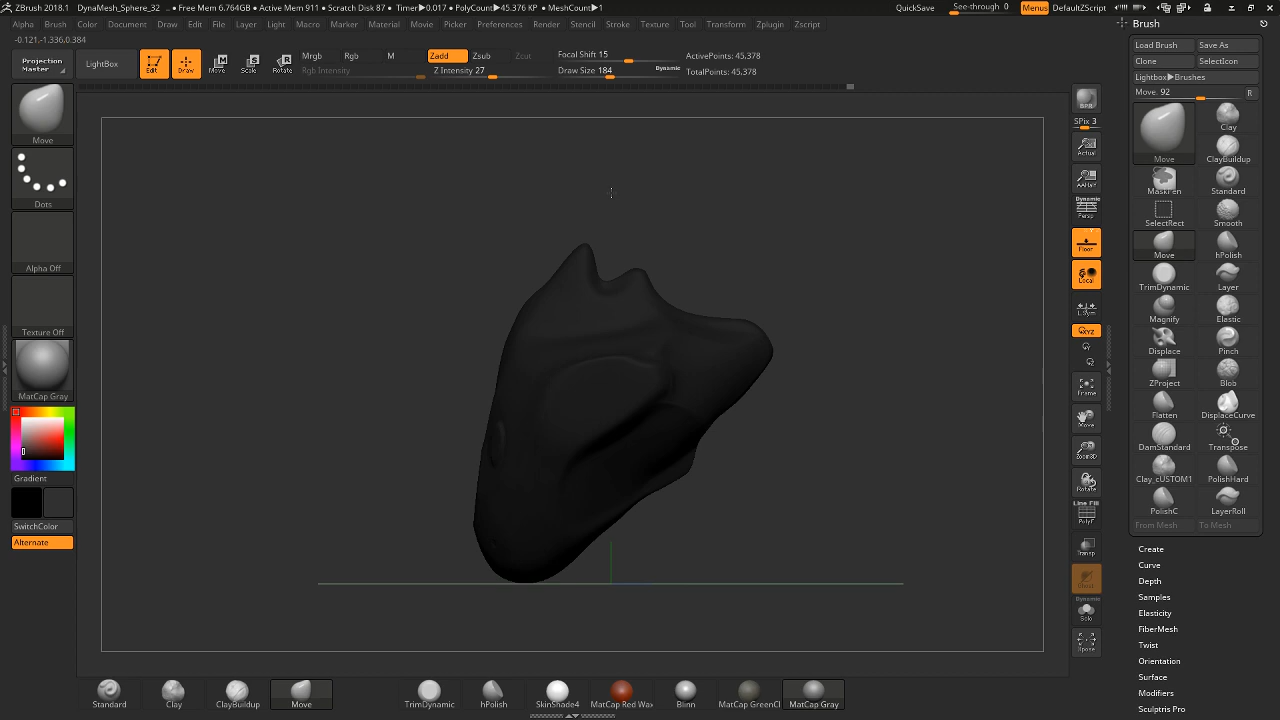 ZBrush 2018.1 DynaMesh_Sphere_32 ... • Free Mem 6.764GB • Active Mem 911 • Scratch Disk 87 • Timer▶0.017 • PolyCount▶45.376 KP • MeshCount▶1 QuickSave See-through 0 Menus DefaultZScript
Alpha Brush Color Document Draw Edit File Layer Light Macro Marker Material Movie Picker Preferences Render Stencil Stroke Texture Tool Transform Zplugin Zscript
-0.121,-1.336,0.384
Projection Master
LightBox
Edit Draw Move Scale Rotate
Mrgb Rgb M
Rgb Intensity
Zadd Zsub Zcut
Z Intensity 27
Focal Shift 15
Draw Size 184 Dynamic
ActivePoints: 45,378
TotalPoints: 45,378
Move
Dots
Alpha Off
Texture Off
MatCap Gray
Gradient
SwitchColor
Alternate
BPR
SPix 3
Actual
AAHalf
Dynamic
Persp
Floor
Local
L.Sym
XYZ
Y
Z
Frame
Move
Zoom3D
Rotate
Line Fill
PolyF
Transp
Ghost
Dynamic
Solo
Xpose
Brush
Load Brush Save As
Clone SelectIcon
Lightbox▶Brushes
Move. 92 R
Move Clay
ClayBuildup
MaskPen Standard
SelectRect Smooth
Move hPolish
TrimDynamic Layer
Magnify Elastic
Displace Pinch
ZProject Blob
Flatten DisplaceCurve
DamStandard Transpose
Clay_cUSTOM1 PolishHard
PolishC LayerRoll
From Mesh To Mesh
Create
Curve
Depth
Samples
Elasticity
FiberMesh
Twist
Orientation
Surface
Modifiers
Sculptris Pro
Standard Clay ClayBuildup Move TrimDynamic hPolish SkinShade4 MatCap Red Wax Blinn MatCap GreenCl MatCap Gray